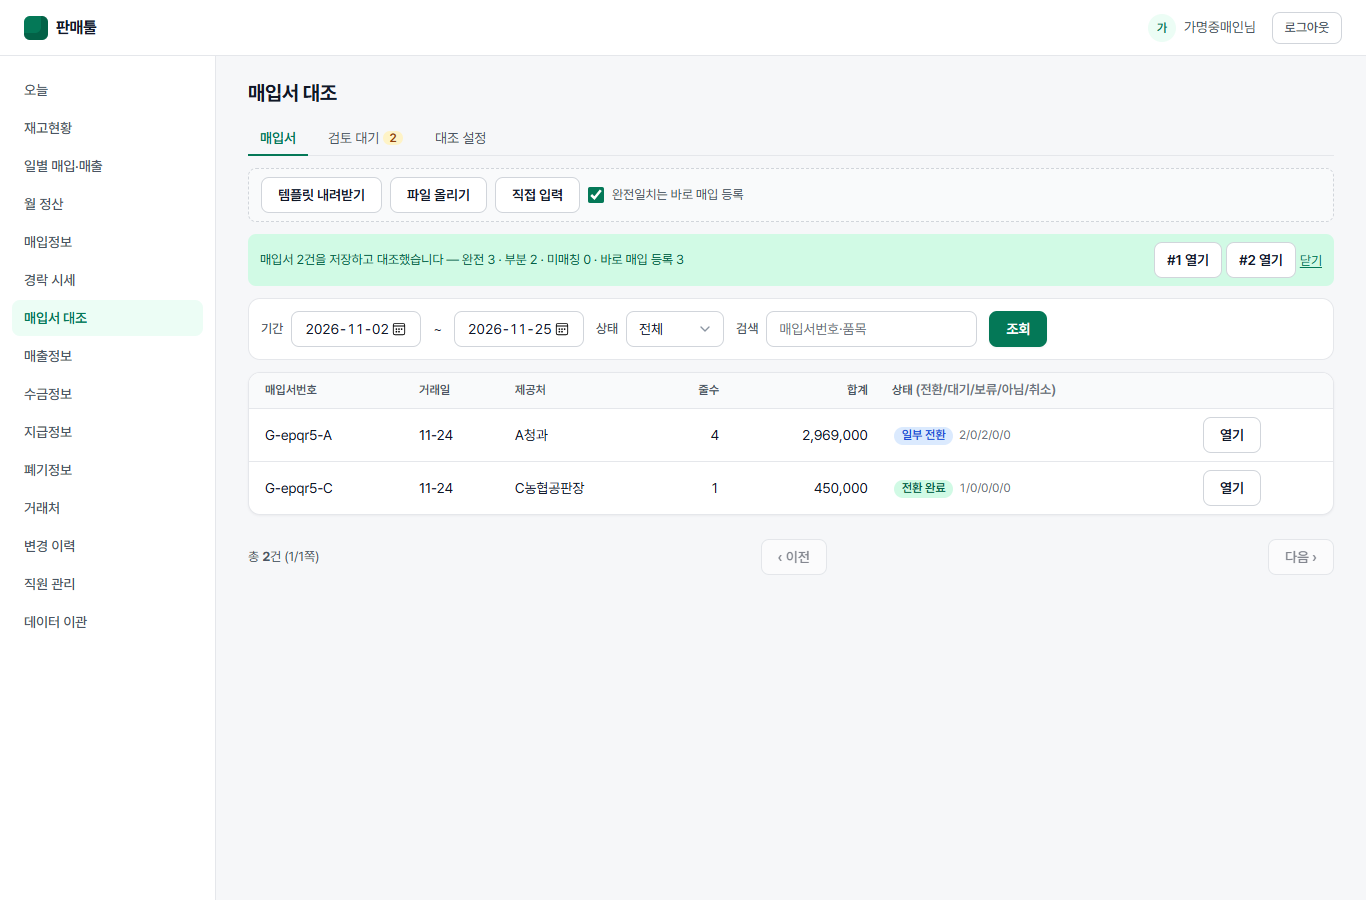 판매툴
가 가명중매인님 로그아웃
오늘
재고현황
일별 매입·매출
월 정산
매입정보
경락 시세
매입서 대조
매출정보
수금정보
지급정보
폐기정보
거래처
변경 이력
직원 관리
데이터 이관
매입서 대조
매입서 검토 대기 2 대조 설정
템플릿 내려받기 파일 올리기 직접 입력 완전일치는 바로 매입 등록
매입서 2건을 저장하고 대조했습니다 — 완전 3 · 부분 2 · 미매칭 0 · 바로 매입 등록 3 #1 열기 #2 열기 닫기
기간 2026-11-02 ~ 2026-11-25 상태 전체 검색 매입서번호·품목 조회
매입서번호 거래일 제공처 줄수 합계 상태 (전환/대기/보류/아님/취소)
G-epqr5-A 11-24 A청과 4 2,969,000 일부 전환 2/0/2/0/0 열기
G-epqr5-C 11-24 C농협공판장 1 450,000 전환 완료 1/0/0/0/0 열기
총 2건 (1/1쪽) ‹ 이전 다음 ›